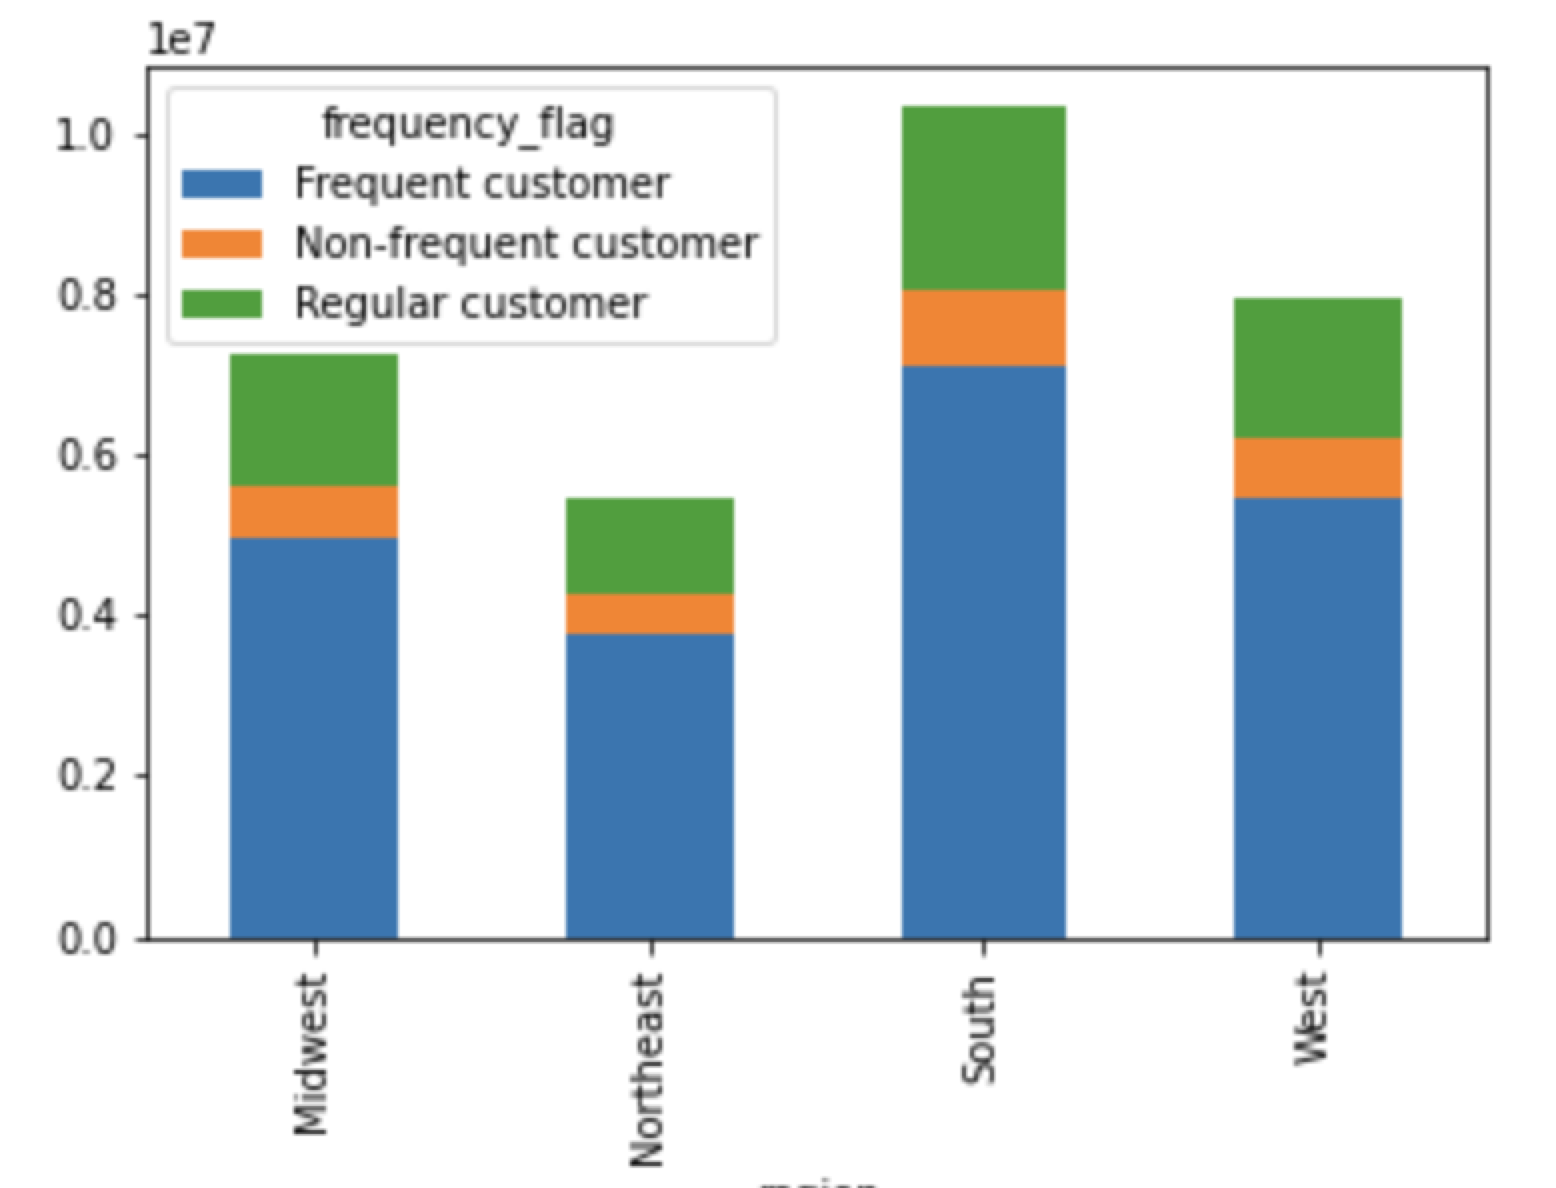 1e7
1.0
0.8
0.6
0.4
0.2
0.0
frequency_flag
Frequent customer
Non-frequent customer
Regular customer
Midwest
Northeast
South
West